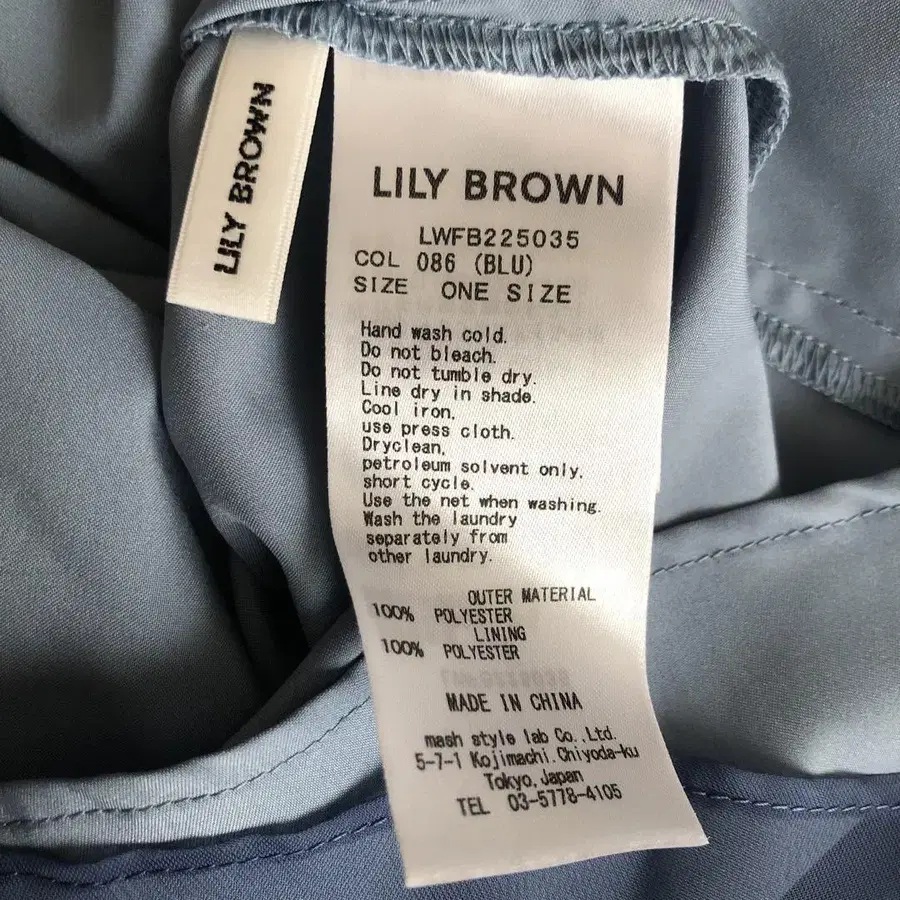 LILY BROWN
LILY BROWN
LWFB225035
COL 086 (BLU)
SIZE ONE SIZE
Hand wash cold.
Do not bleach.
Do not tumble dry.
Line dry in shade.
Cool iron,
use press cloth.
Dryclean,
petroleum solvent only,
short cycle.
Use the net when washing.
Wash the laundry
separately from
other laundry.
OUTER MATERIAL
100% POLYESTER
LINING
100% POLYESTER
MADE IN CHINA
mash style lab Co.,Ltd.
5-7-1 Kojimachi,Chiyoda-ku
Tokyo,Japan
TEL 03-5778-4105